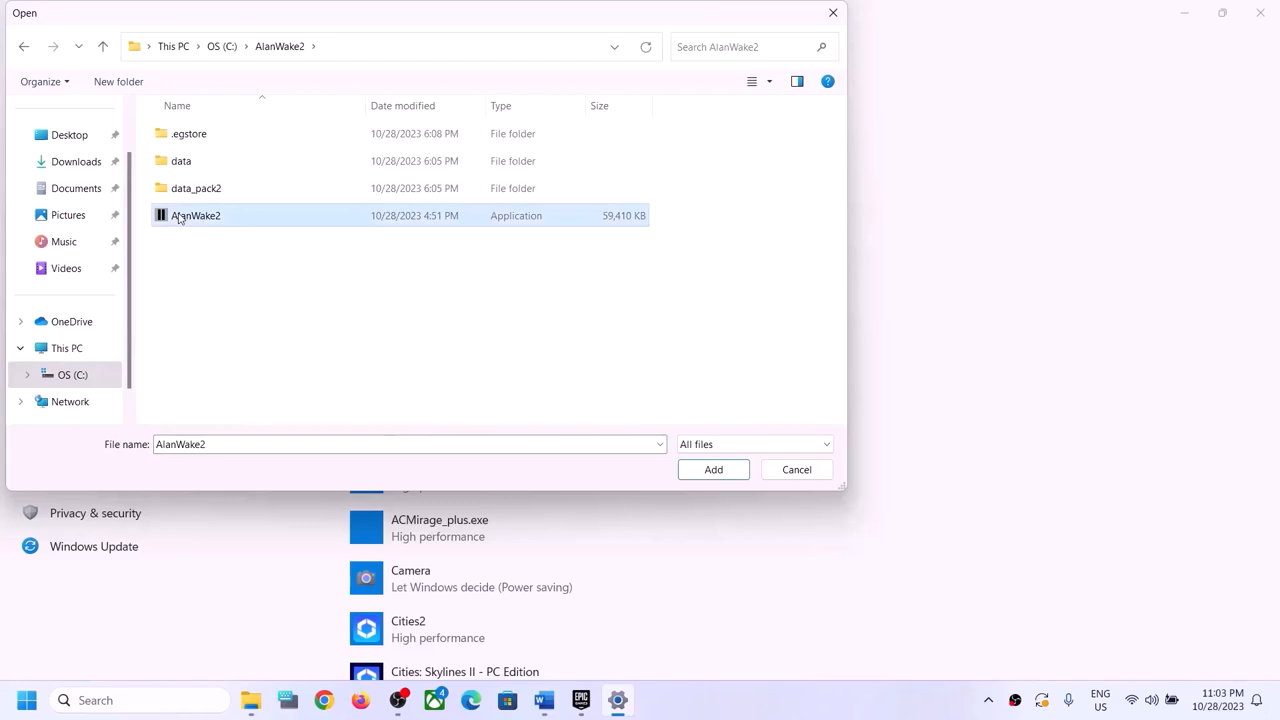 Open
This PC > OS (C:) > AlanWake2 >
Search AlanWake2
Organize
New folder
Name
Date modified
Type
Size
Desktop
Downloads
Documents
Pictures
Music
Videos
OneDrive
This PC
OS (C:)
Network
.egstore 10/28/2023 6:08 PM File folder
data 10/28/2023 6:05 PM File folder
data_pack2 10/28/2023 6:05 PM File folder
AlanWake2 10/28/2023 4:51 PM Application 59,410 KB
File name: AlanWake2
All files
Add
Cancel
Privacy & security
Windows Update
ACMirage_plus.exe
High performance
Camera
Let Windows decide (Power saving)
Cities2
High performance
Cities: Skylines II - PC Edition
Search
EPIC
GAMES
4
ENG
US
11:03 PM
10/28/2023